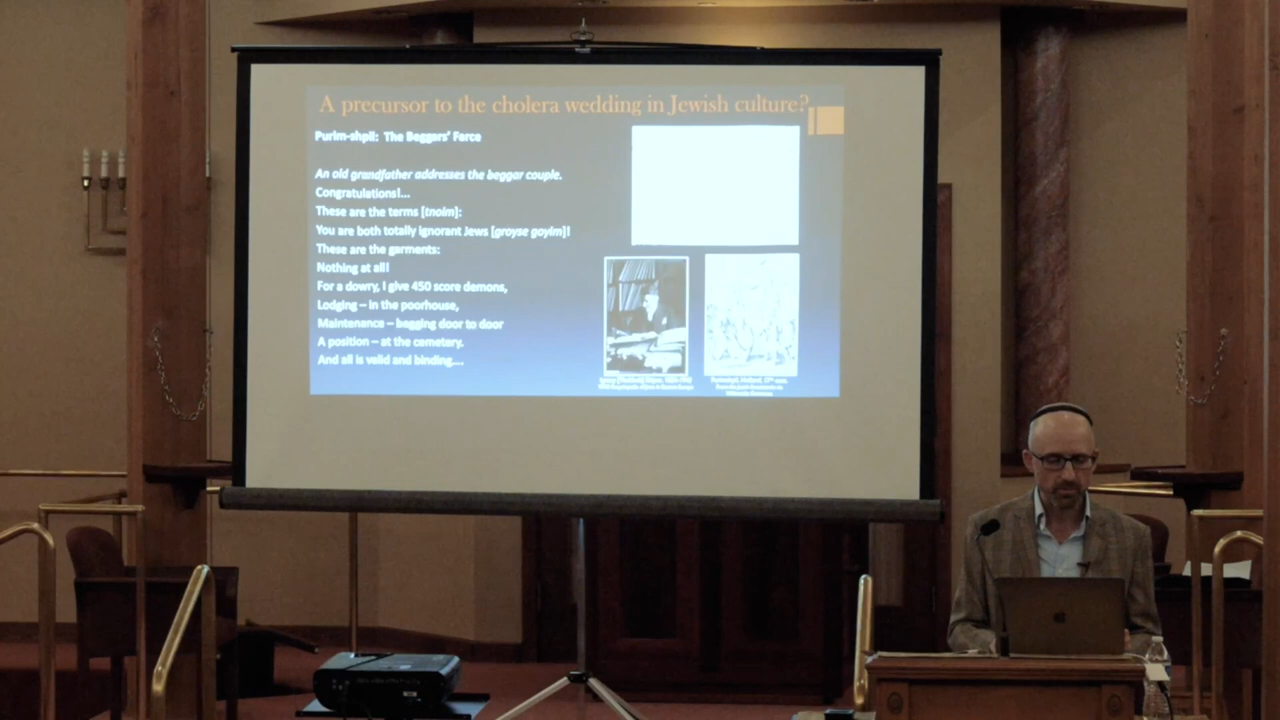 A precursor to the cholera wedding in Jewish culture?
Purim-shpil: The Beggars' Farce
An old grandfather addresses the beggar couple.
Congratulations!...
These are the terms [tnoim]:
You are both totally ignorant Jews [groyse goyim]!
These are the garments:
Nothing at all!
For a dowry, I give 450 score demons,
Lodging – in the poorhouse,
Maintenance – begging door to door
A position – at the cemetery.
And all is valid and binding....